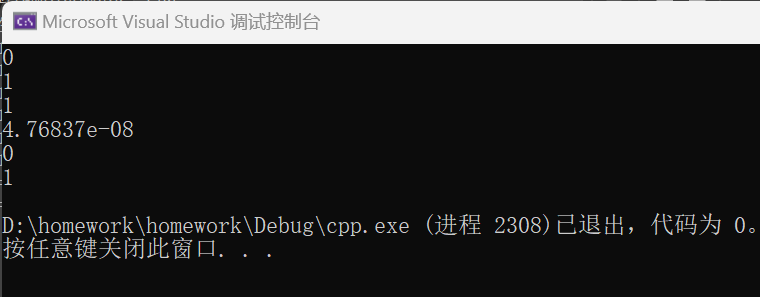 Microsoft Visual Studio 调试控制台
0
1
1
4.76837e-08
0
1
D:\homework\homework\Debug\cpp.exe (进程 2308)已退出，代码为 0。
按任意键关闭此窗口. . .